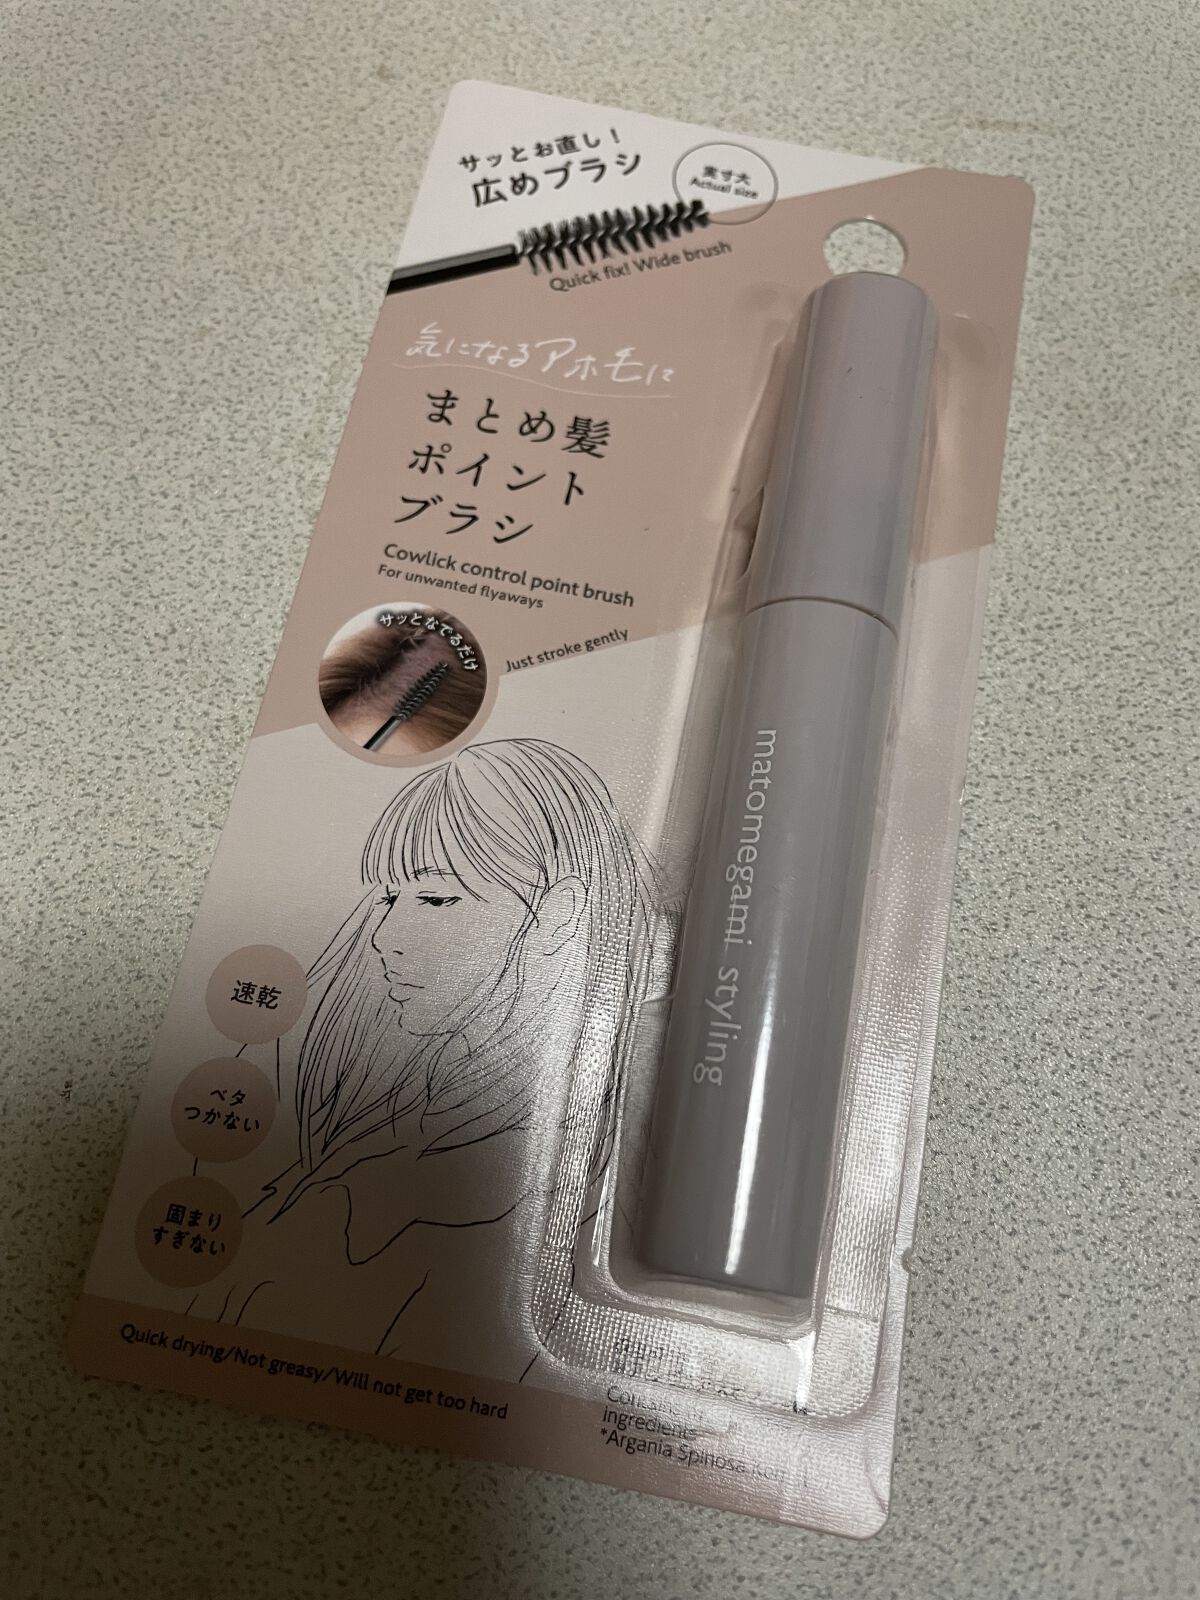 サッとお直し！
広めブラシ
実寸大
Actual size
Quick fix! Wide brush
気になるアホ毛に
まとめ髪
ポイント
ブラシ
Cowlick control point brush
For unwanted flyaways
サッとなでるだけ
Just stroke gently
matomegami styling
速乾
ベタ
つかない
固まり
すぎない
Quick drying/Not greasy/Will not get too hard
Ingredients
*Argania Spinosa